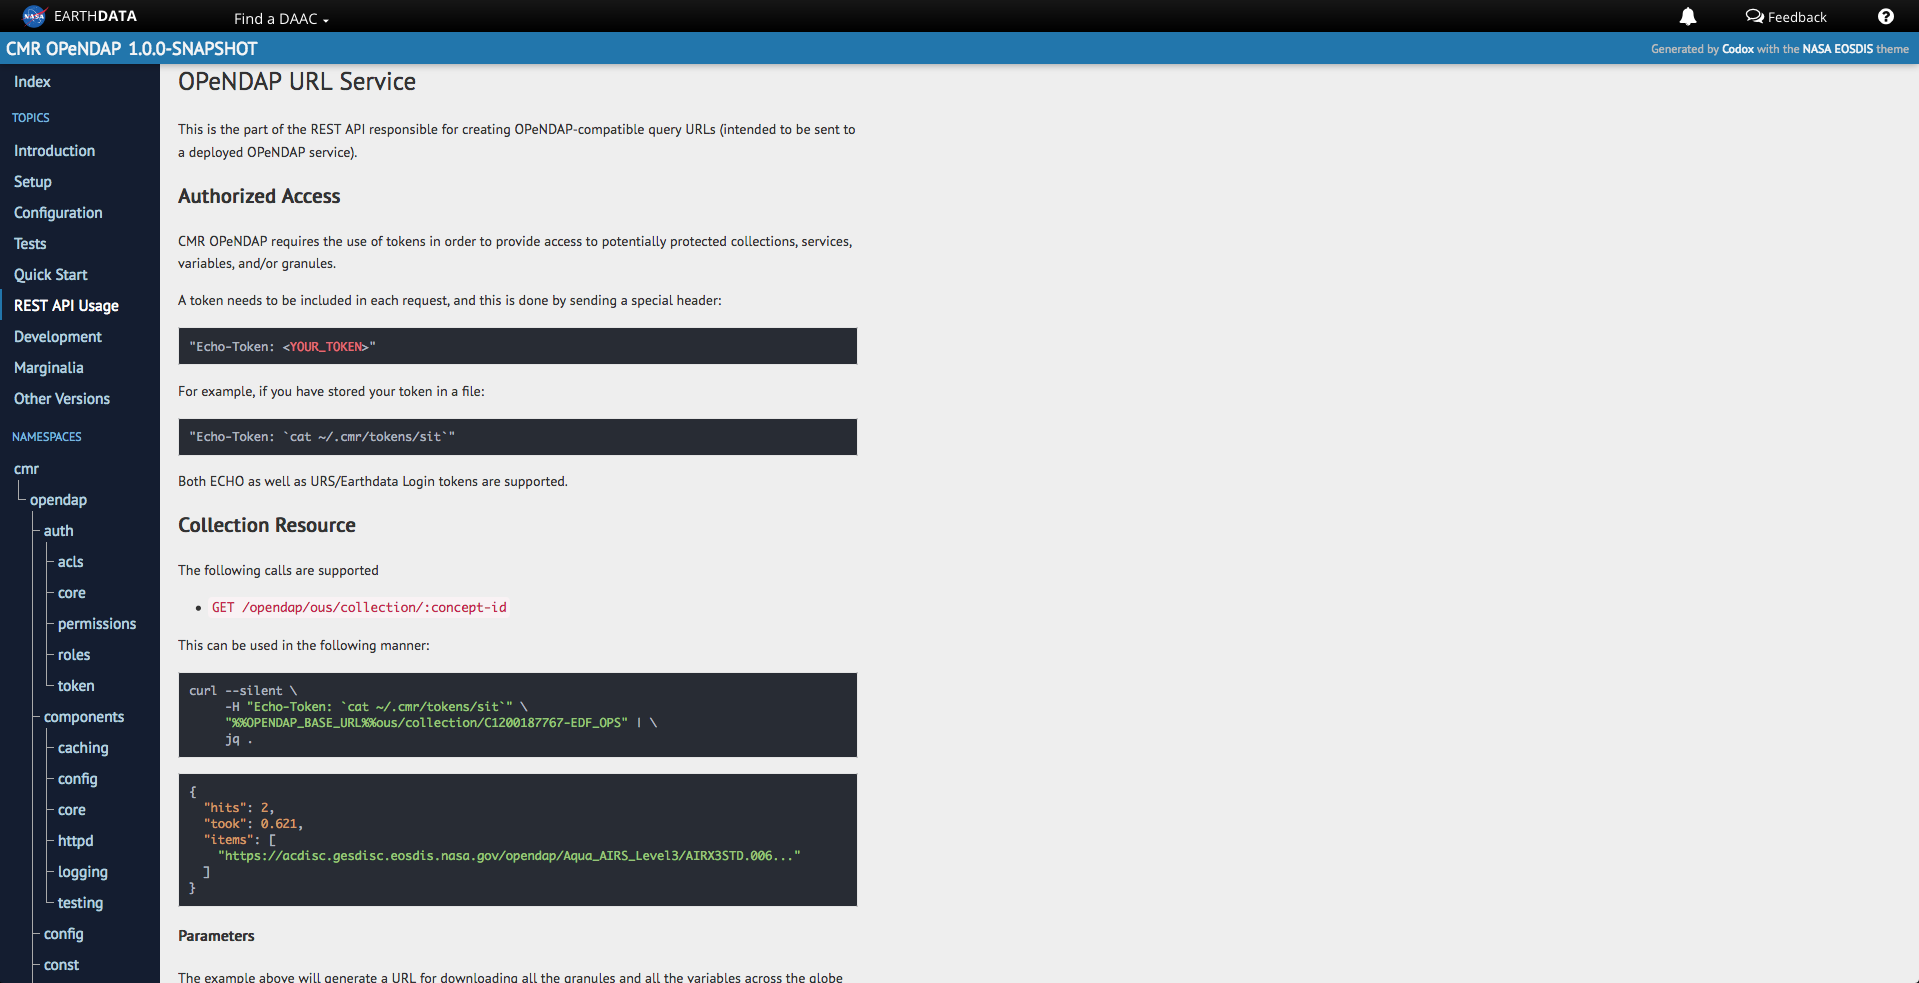 NASA EARTHDATA Find a DAAC Feedback ?
CMR OPeNDAP 1.0.0-SNAPSHOT Generated by Codox with the NASA EOSDIS theme
Index
TOPICS
Introduction
Setup
Configuration
Tests
Quick Start
REST API Usage
Development
Marginalia
Other Versions
NAMESPACES
cmr
opendap
auth
acls
core
permissions
roles
token
components
caching
config
core
httpd
logging
testing
config
const
OPeNDAP URL Service
This is the part of the REST API responsible for creating OPeNDAP-compatible query URLs (intended to be sent to
a deployed OPeNDAP service).
Authorized Access
CMR OPeNDAP requires the use of tokens in order to provide access to potentially protected collections, services,
variables, and/or granules.
A token needs to be included in each request, and this is done by sending a special header:
"Echo-Token: <YOUR_TOKEN>"
For example, if you have stored your token in a file:
"Echo-Token: `cat ~/.cmr/tokens/sit`"
Both ECHO as well as URS/Earthdata Login tokens are supported.
Collection Resource
The following calls are supported
• GET /opendap/ous/collection/:concept-id
This can be used in the following manner:
curl --silent \
-H "Echo-Token: `cat ~/.cmr/tokens/sit`" \
"%%OPENDAP_BASE_URL%%ous/collection/C1200187767-EDF_OPS" | \
jq .
{
"hits": 2,
"took": 0.621,
"items": [
"https://acdisc.gesdisc.eosdis.nasa.gov/opendap/Aqua_AIRS_Level3/AIRX3STD.006..."
]
}
Parameters
The example above will generate a URL for downloading all the granules and all the variables across the globe